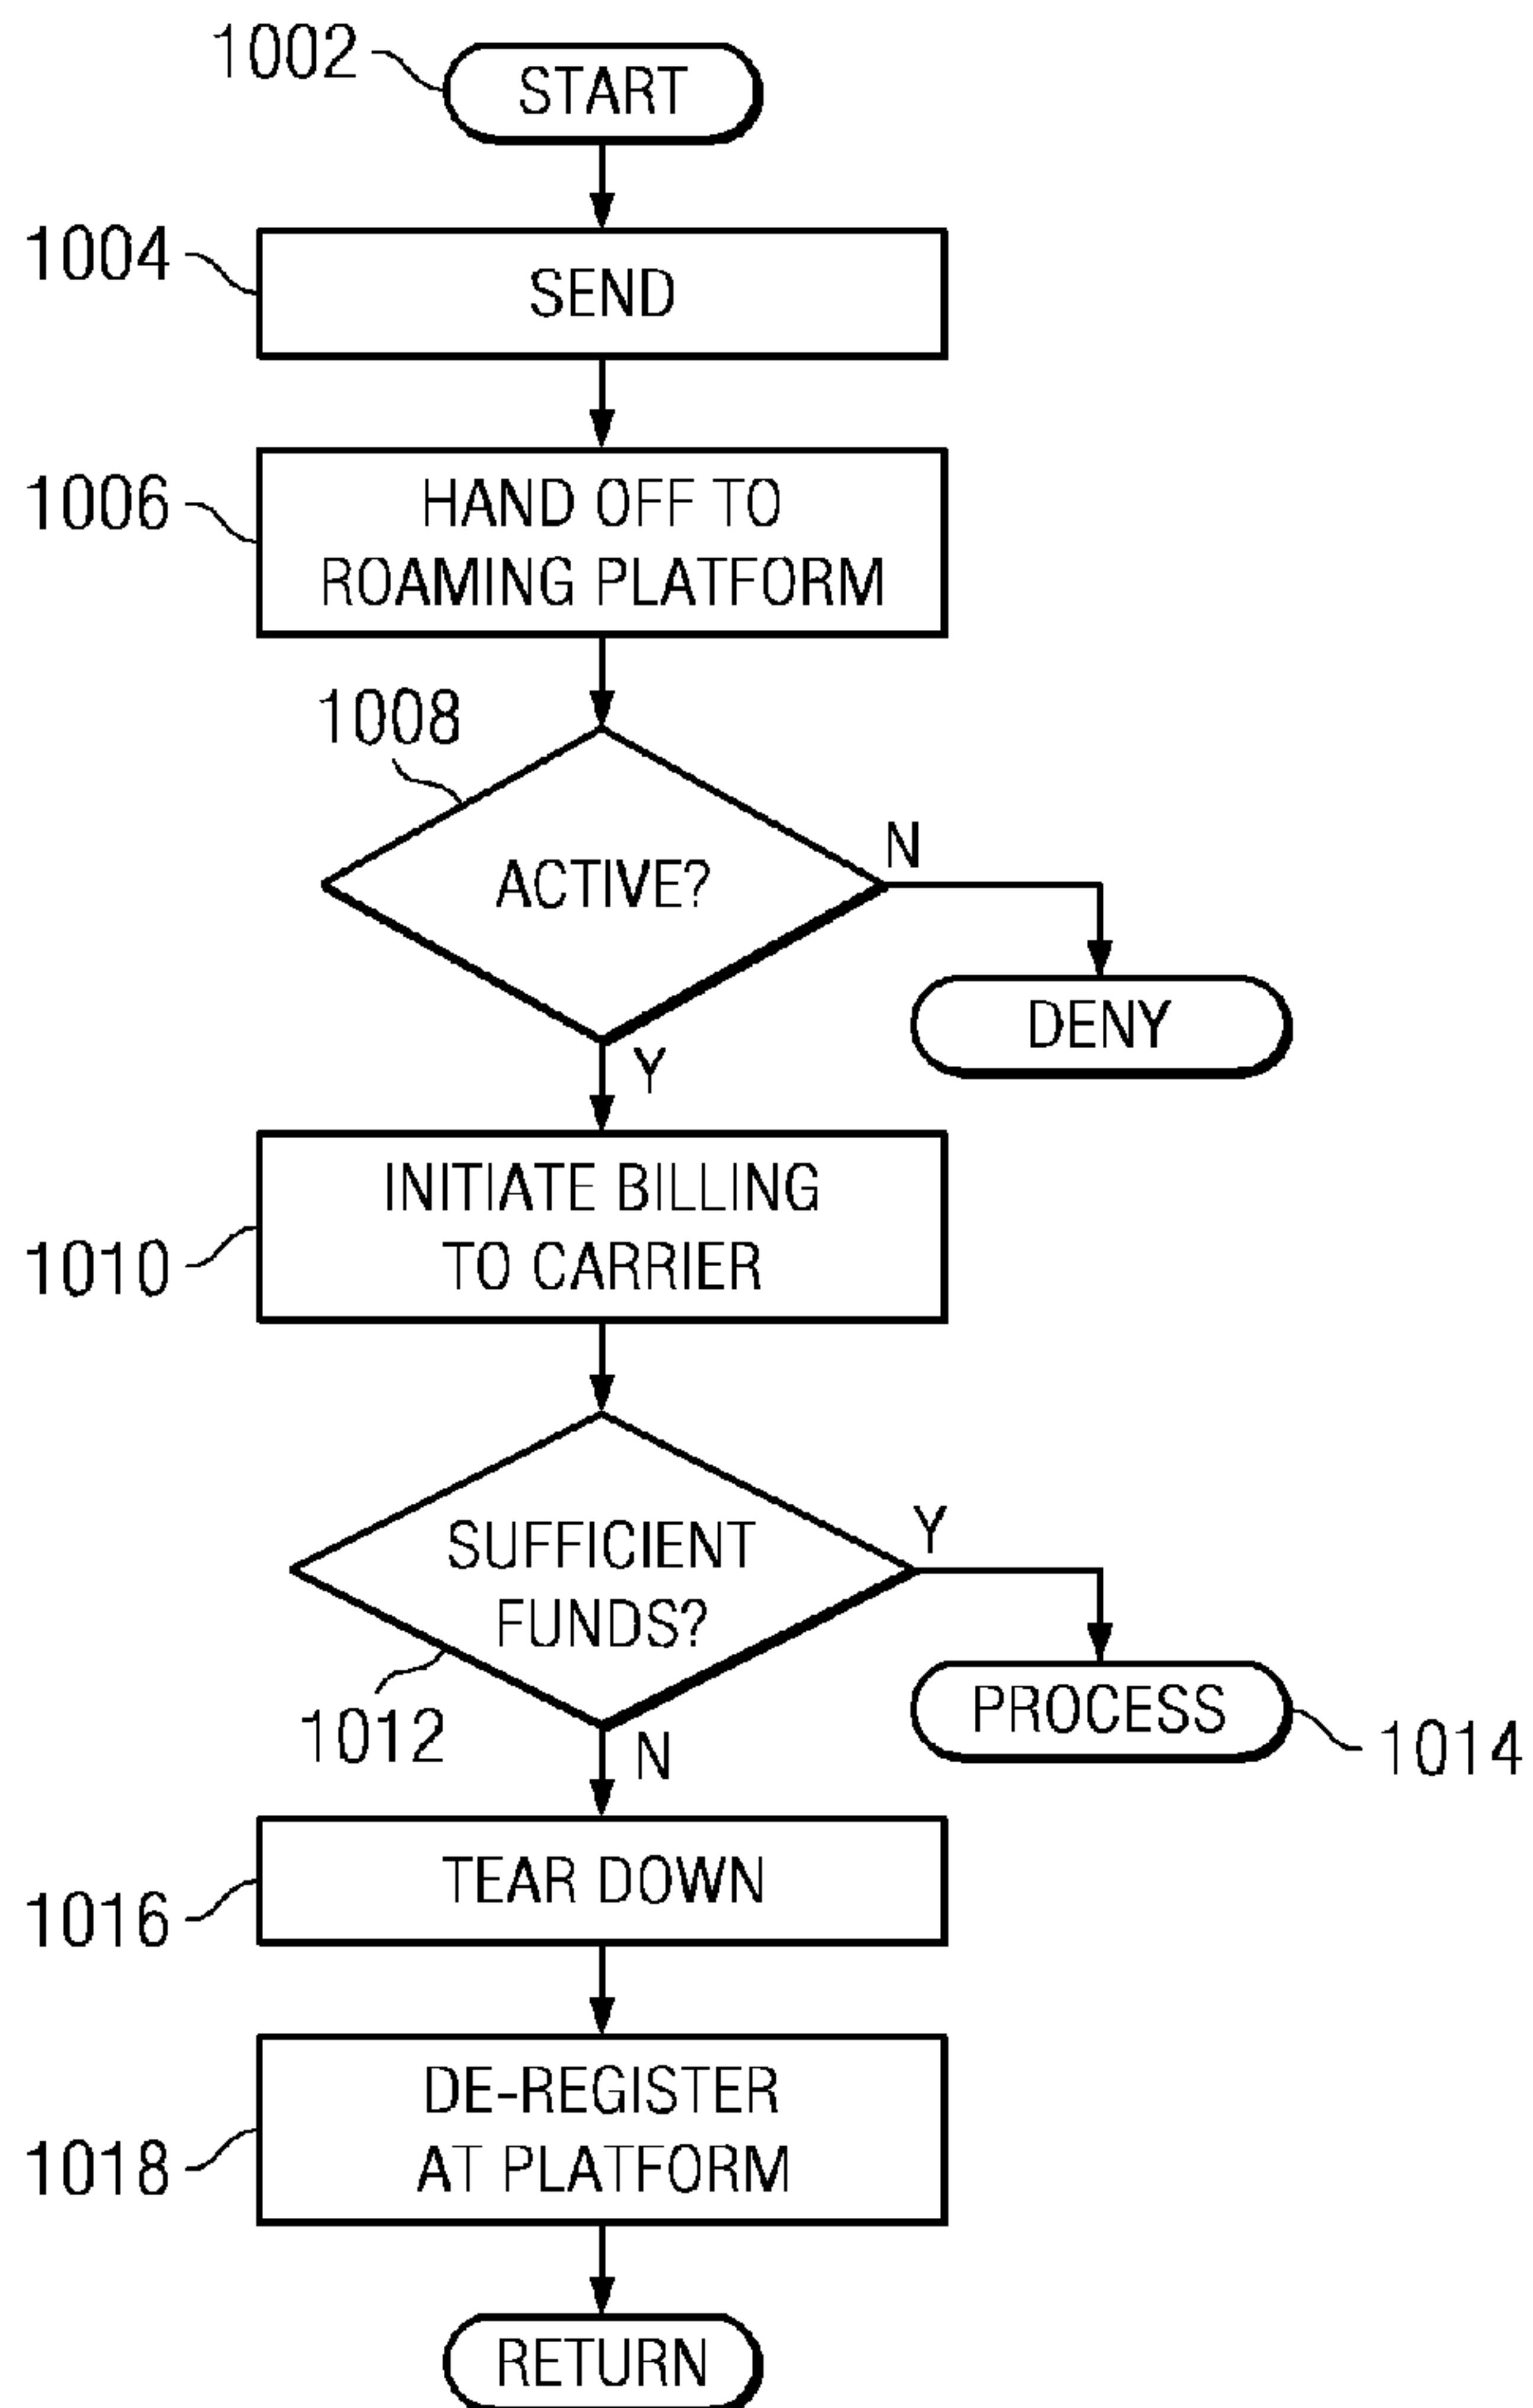 1002
START
1004
SEND
1006
HAND OFF TO
ROAMING PLATFORM
1008
ACTIVE?
N
DENY
Y
INITIATE BILLING
TO CARRIER
1010
SUFFICIENT
FUNDS?
Y
PROCESS
1014
1012
N
TEAR DOWN
1016
DE-REGISTER
AT PLATFORM
1018
RETURN